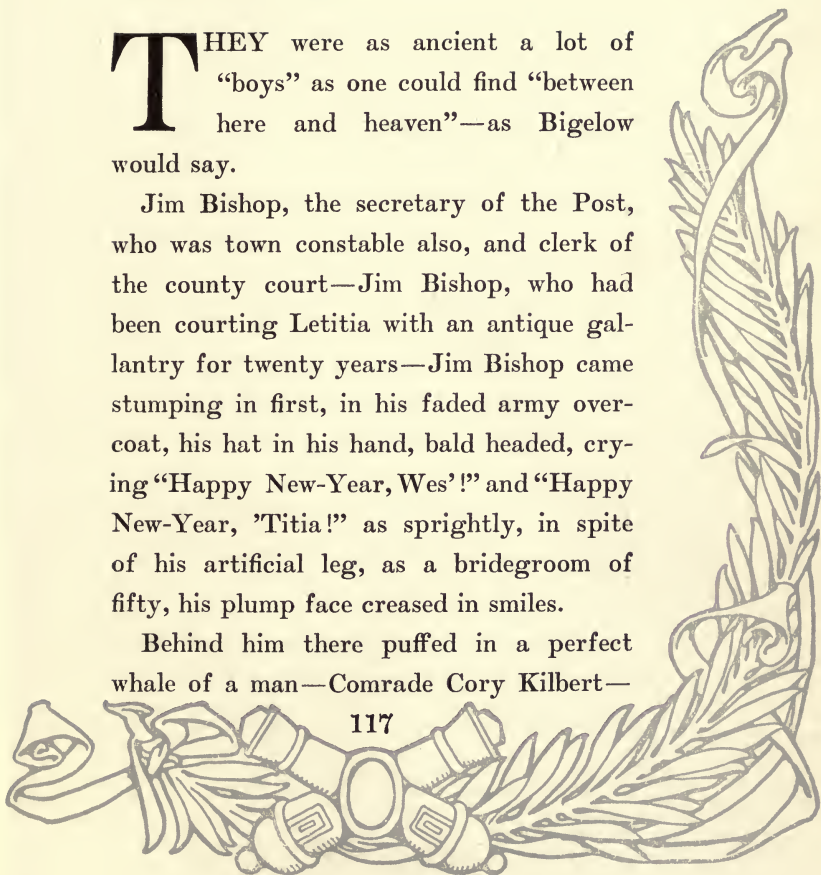 THEY were as ancient a lot of
“boys” as one could find “between
here and heaven”—as Bigelow
would say.
Jim Bishop, the secretary of the Post,
who was town constable also, and clerk of
the county court—Jim Bishop, who had
been courting Letitia with an antique gal-
lantry for twenty years—Jim Bishop came
stumping in first, in his faded army over-
coat, his hat in his hand, bald headed, cry-
ing “Happy New-Year, Wes’!” and “Happy
New-Year, ’Titia!” as sprightly, in spite
of his artificial leg, as a bridegroom of
fifty, his plump face creased in smiles.
Behind him there puffed in a perfect
whale of a man—Comrade Cory Kilbert—
117